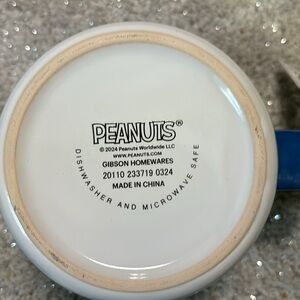 PEANUTS®
© 2024 Peanuts Worldwide LLC
WWW.PEANUTS.COM
GIBSON HOMEWARES
20110 233719 0324
MADE IN CHINA
DISHWASHER AND MICROWAVE SAFE